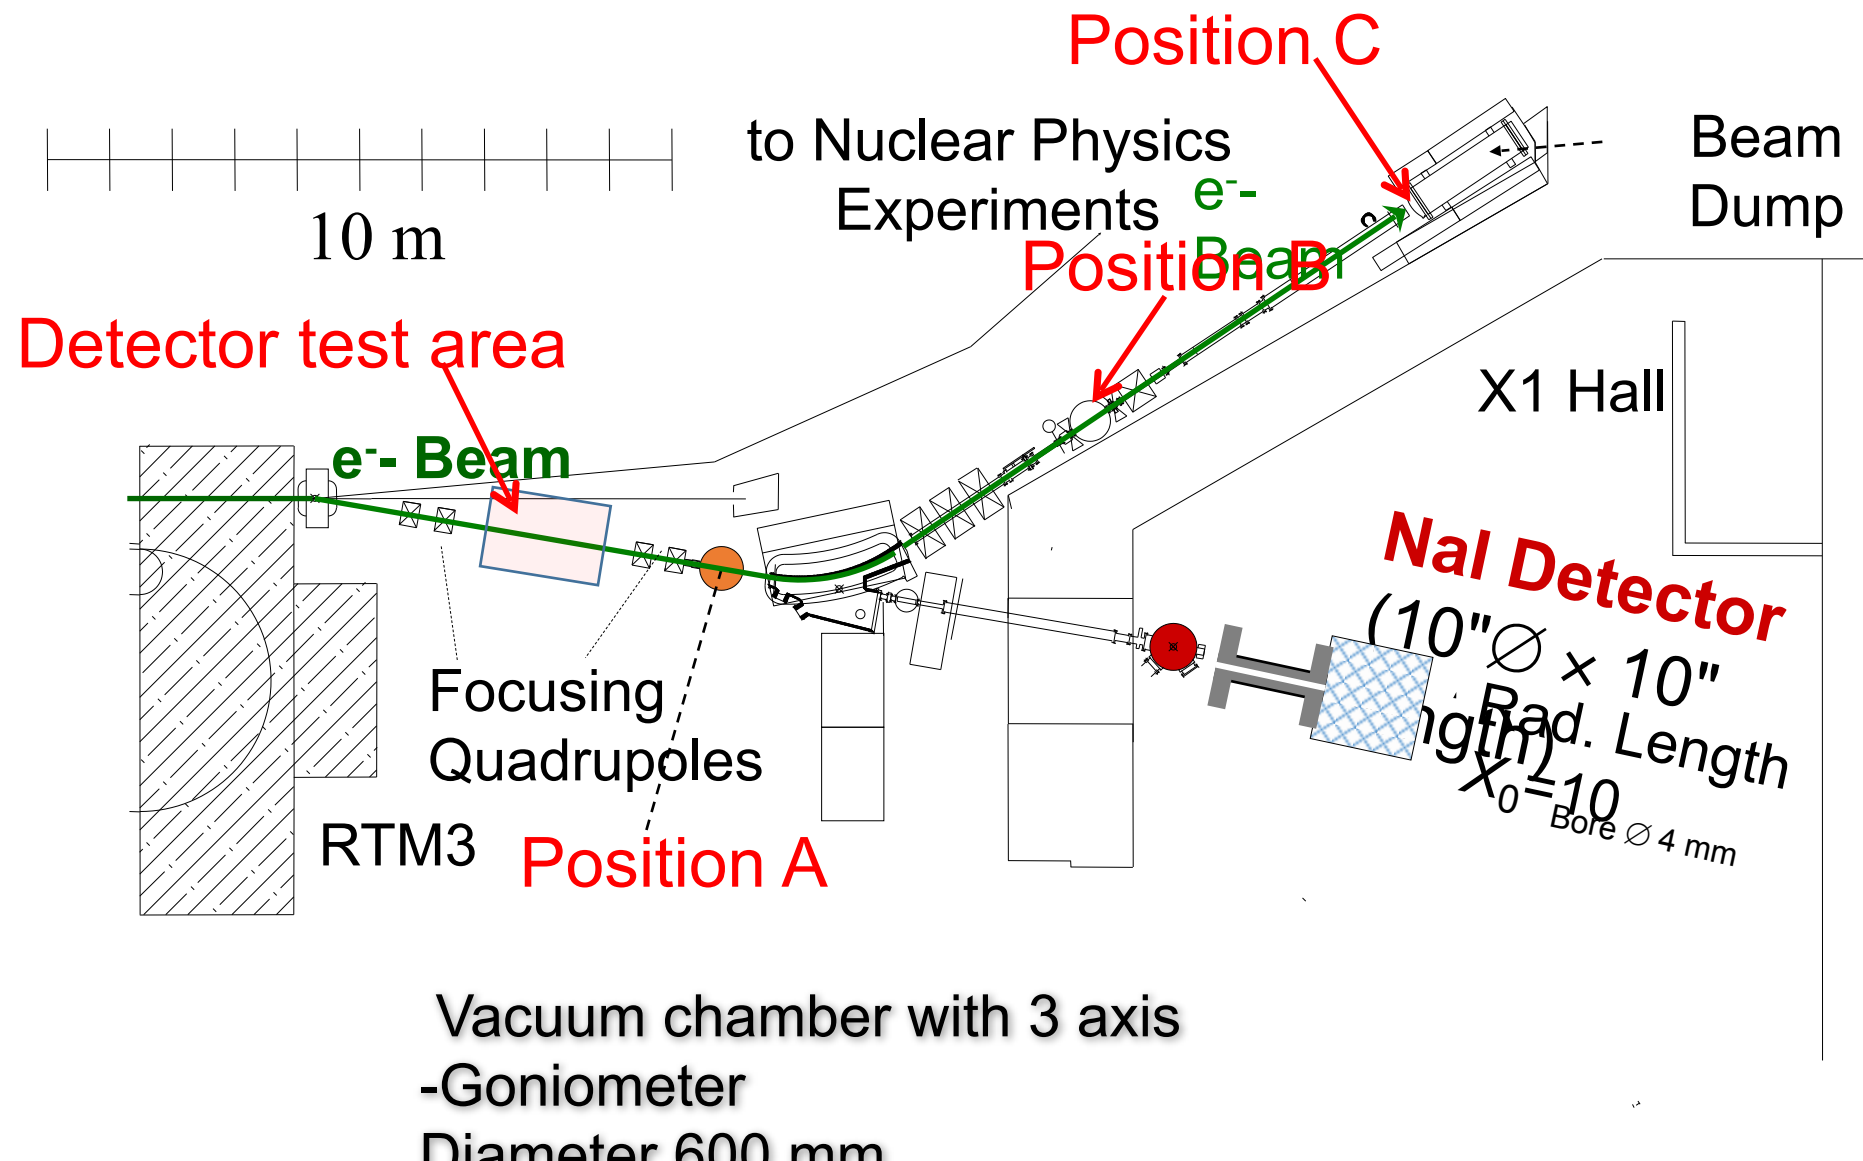 Position C
to Nuclear Physics
Experiments
e⁻-
Beam
Beam
Dump
10 m
Position B
Detector test area
X1 Hall
e⁻- Beam
NaI Detector
(10"∅ × 10"
ngth)
Rad. Length
X₀=10
Bore ∅ 4 mm
Focusing
Quadrupoles
RTM3
Position A
Vacuum chamber with 3 axis
-Goniometer
Diameter 600 mm